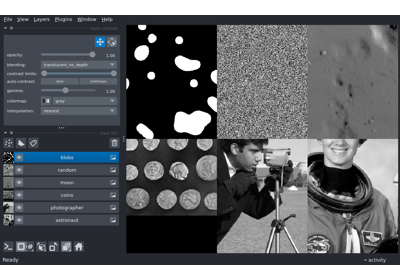 File View Layers Plugins Window Help
opacity: 1.00
blending: translucent_no_depth
contrast limits:
auto-contrast: once continuous
gamma: 1.00
colormap: gray
interpolation: nearest
blobs
random
moon
coins
photographer
astronaut
Ready activity